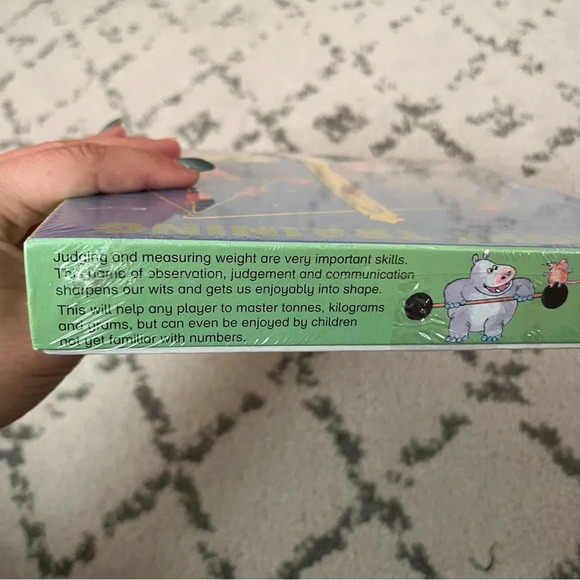 TRAINING
Judging and measuring weight are very important skills.
This game of observation, judgement and communication
sharpens our wits and gets us enjoyably into shape.
This will help any player to master tonnes, kilograms
and grams, but can even be enjoyed by children
not yet familiar with numbers.